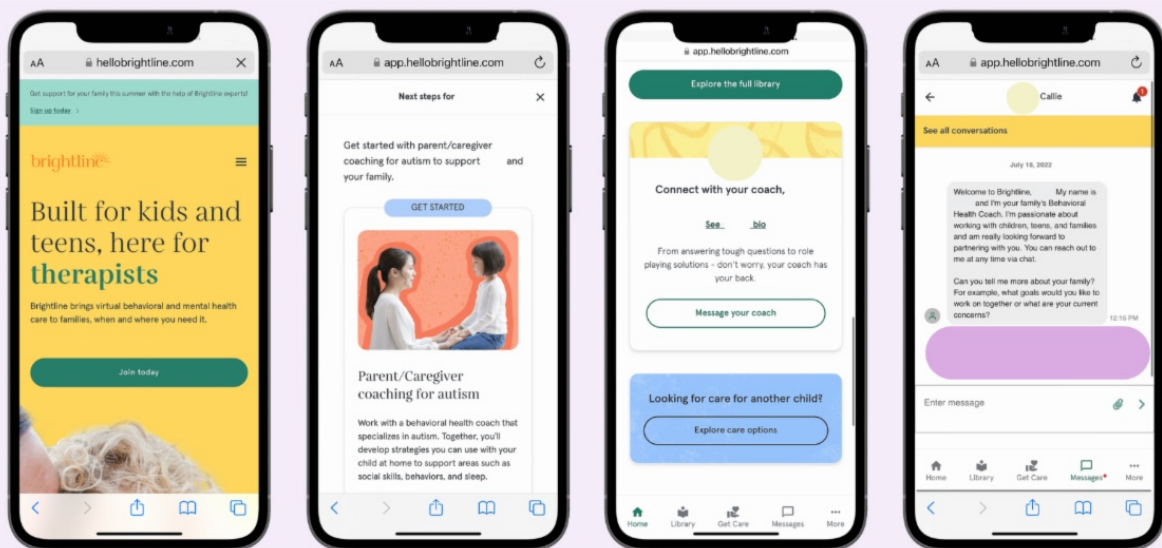 AA hellobrightline.com
Get support for your family this summer with the help of Brightline experts!
Sign up today >
brightline
Built for kids and
teens, here for
therapists
Brightline brings virtual behavioral and mental health
care to families, when and where you need it.
Join today
AA app.hellobrightline.com
Next steps for
Get started with parent/caregiver
coaching for autism to support and
your family.
GET STARTED
Parent/Caregiver
coaching for autism
Work with a behavioral health coach that
specializes in autism. Together, you'll
develop strategies you can use with your
child at home to support areas such as
social skills, behaviors, and sleep.
app.hellobrightline.com
Explore the full library
Connect with your coach,
See bio
From answering tough questions to role
playing solutions – don't worry, your coach has
your back.
Message your coach
Looking for care for another child?
Explore care options
Home Library Get Care Messages More
AA app.hellobrightline.com
Callie
1
See all conversations
July 18, 2022
Welcome to Brightline, My name is
and I'm your family's Behavioral
Health Coach. I'm passionate about
working with children, teens, and families
and am really looking forward to
partnering with you. You can reach out to
me at any time via chat.
Can you tell me more about your family?
For example, what goals would you like to
work on together or what are your current
concerns?
12:16 PM
Enter message
Home Library Get Care Messages More